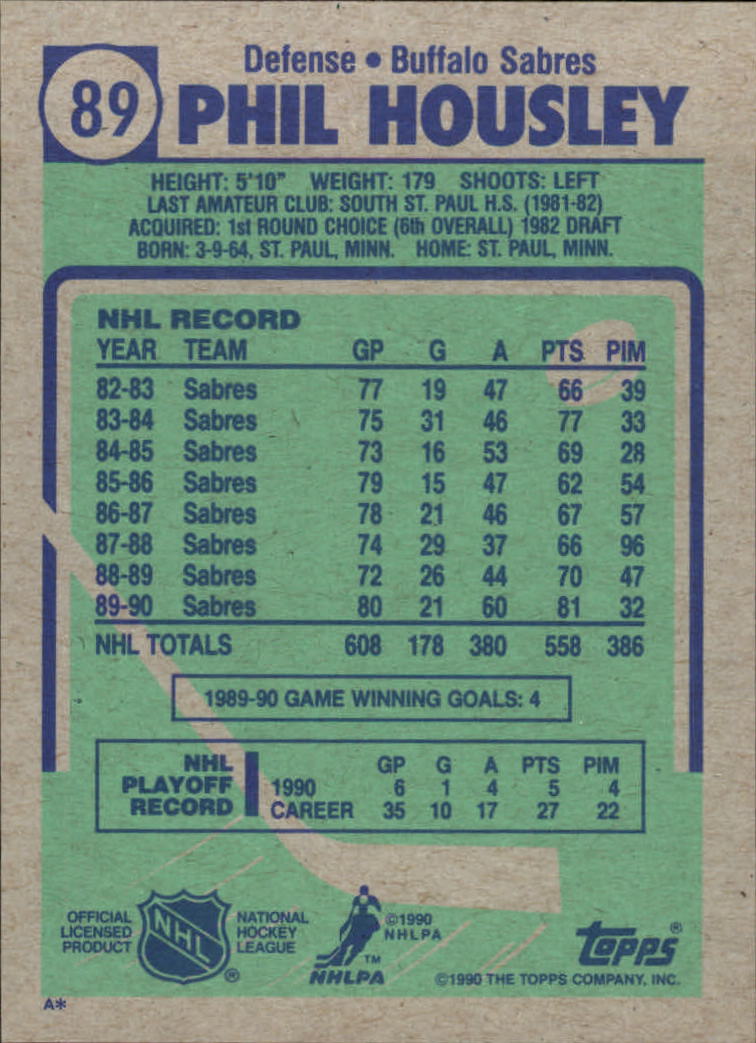 89
Defense • Buffalo Sabres
PHIL HOUSLEY
HEIGHT: 5'10" WEIGHT: 179 SHOOTS: LEFT
LAST AMATEUR CLUB: SOUTH ST. PAUL H.S. (1981-82)
ACQUIRED: 1st ROUND CHOICE (6th OVERALL) 1982 DRAFT
BORN: 3-9-64, ST. PAUL, MINN. HOME: ST. PAUL, MINN.
NHL RECORD
YEAR TEAM GP G A PTS PIM
82-83 Sabres 77 19 47 66 39
83-84 Sabres 75 31 46 77 33
84-85 Sabres 73 16 53 69 28
85-86 Sabres 79 15 47 62 54
86-87 Sabres 78 21 46 67 57
87-88 Sabres 74 29 37 66 96
88-89 Sabres 72 26 44 70 47
89-90 Sabres 80 21 60 81 32
NHL TOTALS 608 178 380 558 386
1989-90 GAME WINNING GOALS: 4
NHL PLAYOFF RECORD
GP G A PTS PIM
1990 6 1 4 5 4
CAREER 35 10 17 27 22
OFFICIAL
LICENSED
PRODUCT
NHL
®
NATIONAL
HOCKEY
LEAGUE
©1990
NHLPA
TM
NHLPA
topps®
©1990 THE TOPPS COMPANY, INC.
A*